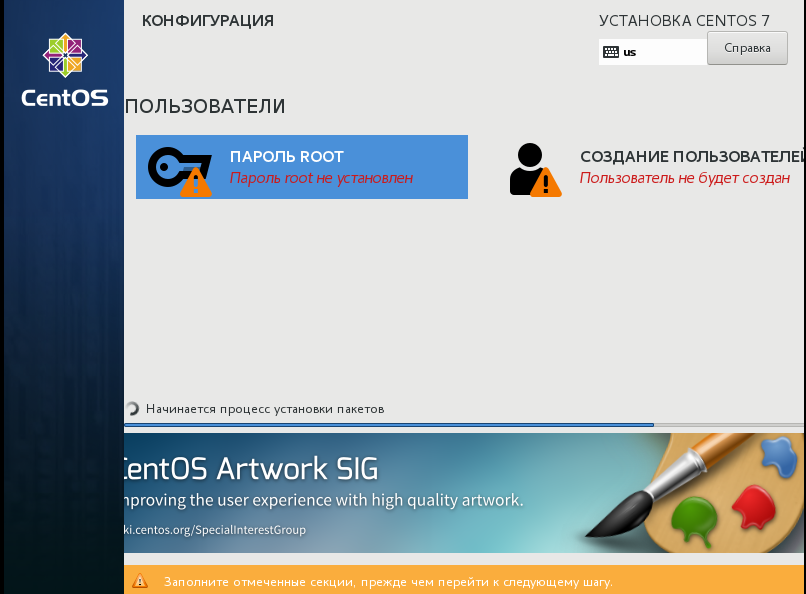 КОНФИГУРАЦИЯ
УСТАНОВКА CENTOS 7
us
Справка
CentOS
ПОЛЬЗОВАТЕЛИ
ПАРОЛЬ ROOT
Пароль root не установлен
СОЗДАНИЕ ПОЛЬЗОВАТЕЛЕЙ
Пользователь не будет создан
Начинается процесс установки пакетов
CentOS Artwork SIG
mproving the user experience with high quality artwork.
ki.centos.org/SpecialInterestGroup
Заполните отмеченные секции, прежде чем перейти к следующему шагу.